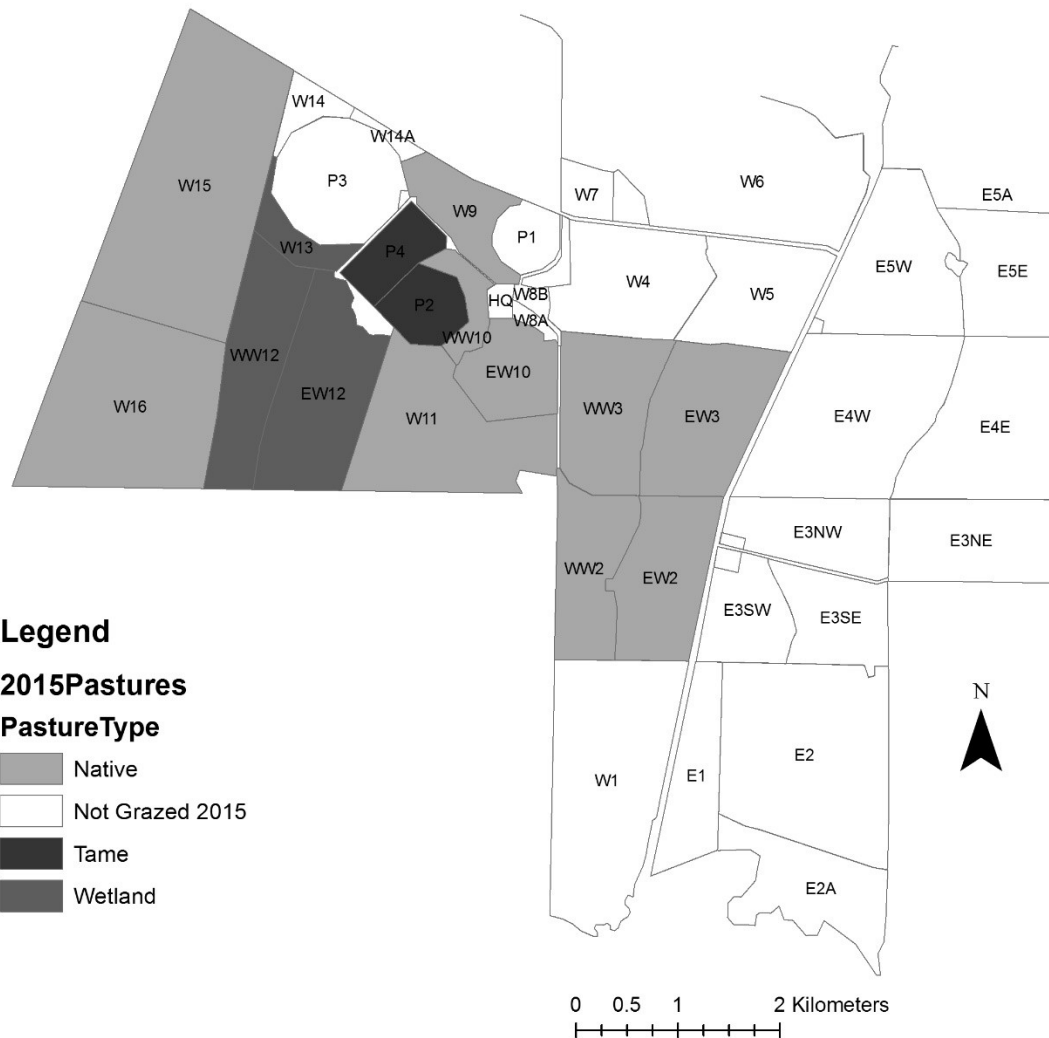 W14
W14A
W15
P3
W9
W7
W6
E5A
P1
W13
P4
E5W
E5E
W4
W5
HQ
W8B
P2
W8A
WW10
WW12
EW10
EW12
W16
W11
WW3
EW3
E4W
E4E
E3NW
E3NE
WW2
EW2
E3SW
E3SE
Legend
2015Pastures
PastureType
Native
Not Grazed 2015
Tame
Wetland
N
W1
E1
E2
E2A
0 0.5 1 2 Kilometers